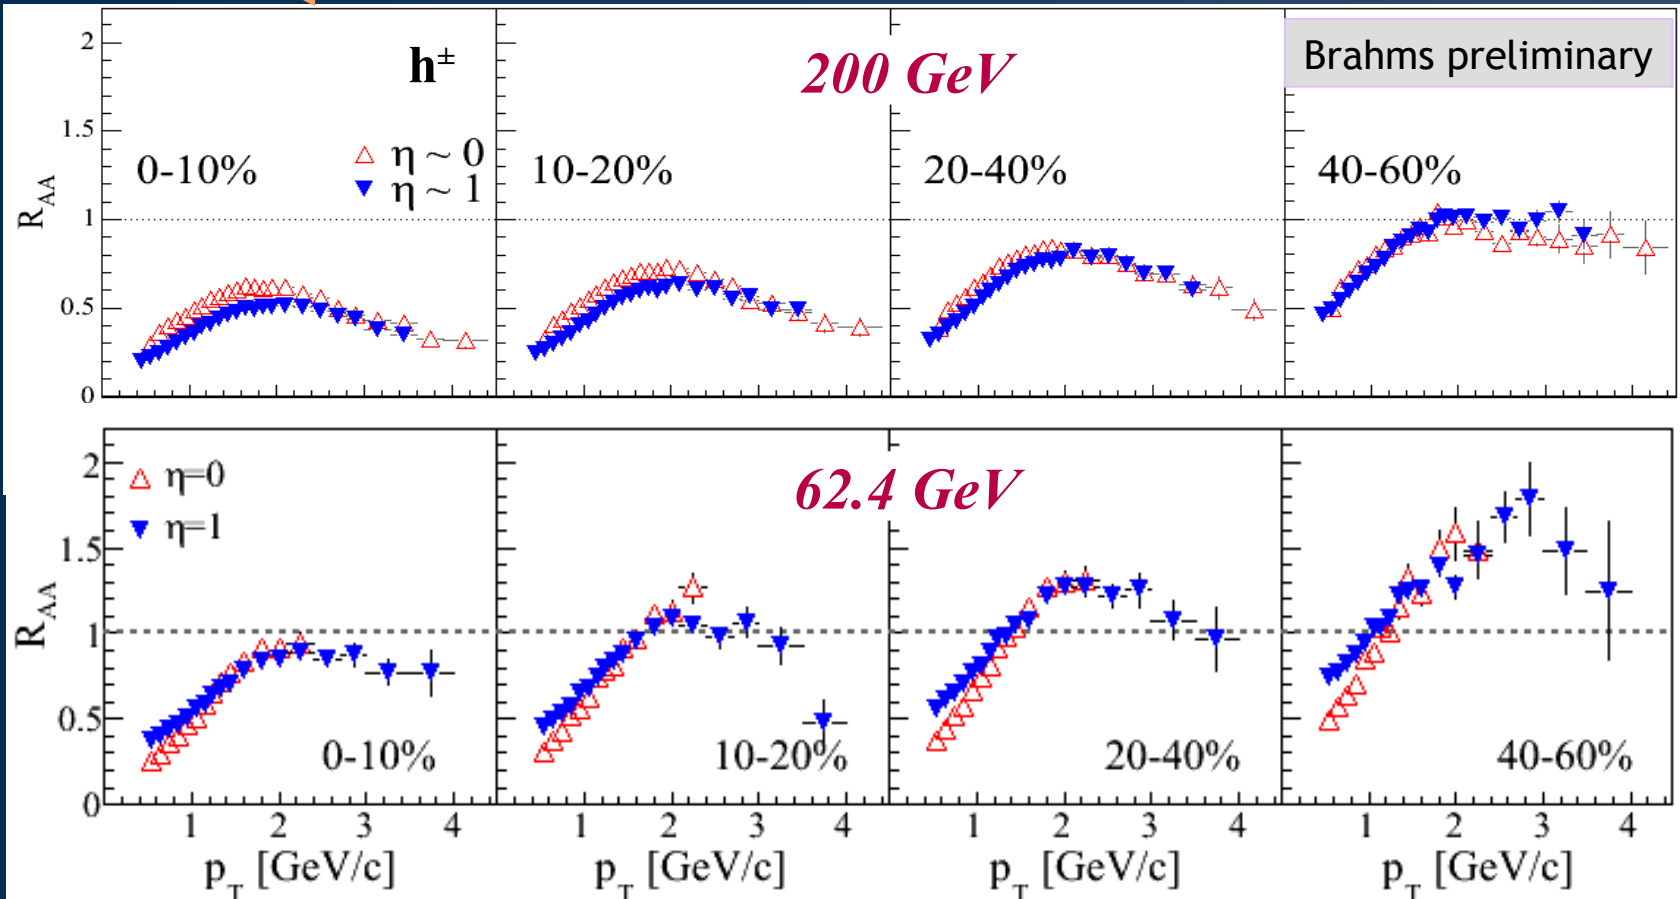 h±
200 GeV
Brahms preliminary
2
1.5
1
0.5
0
R_AA
0-10%
η ~ 0
η ~ 1
10-20%
20-40%
40-60%
62.4 GeV
2
1.5
1
0.5
0
R_AA
η=0
η=1
0-10%
10-20%
20-40%
40-60%
1 2 3 4
1 2 3 4
1 2 3 4
1 2 3 4
p_T [GeV/c]
p_T [GeV/c]
p_T [GeV/c]
p_T [GeV/c]